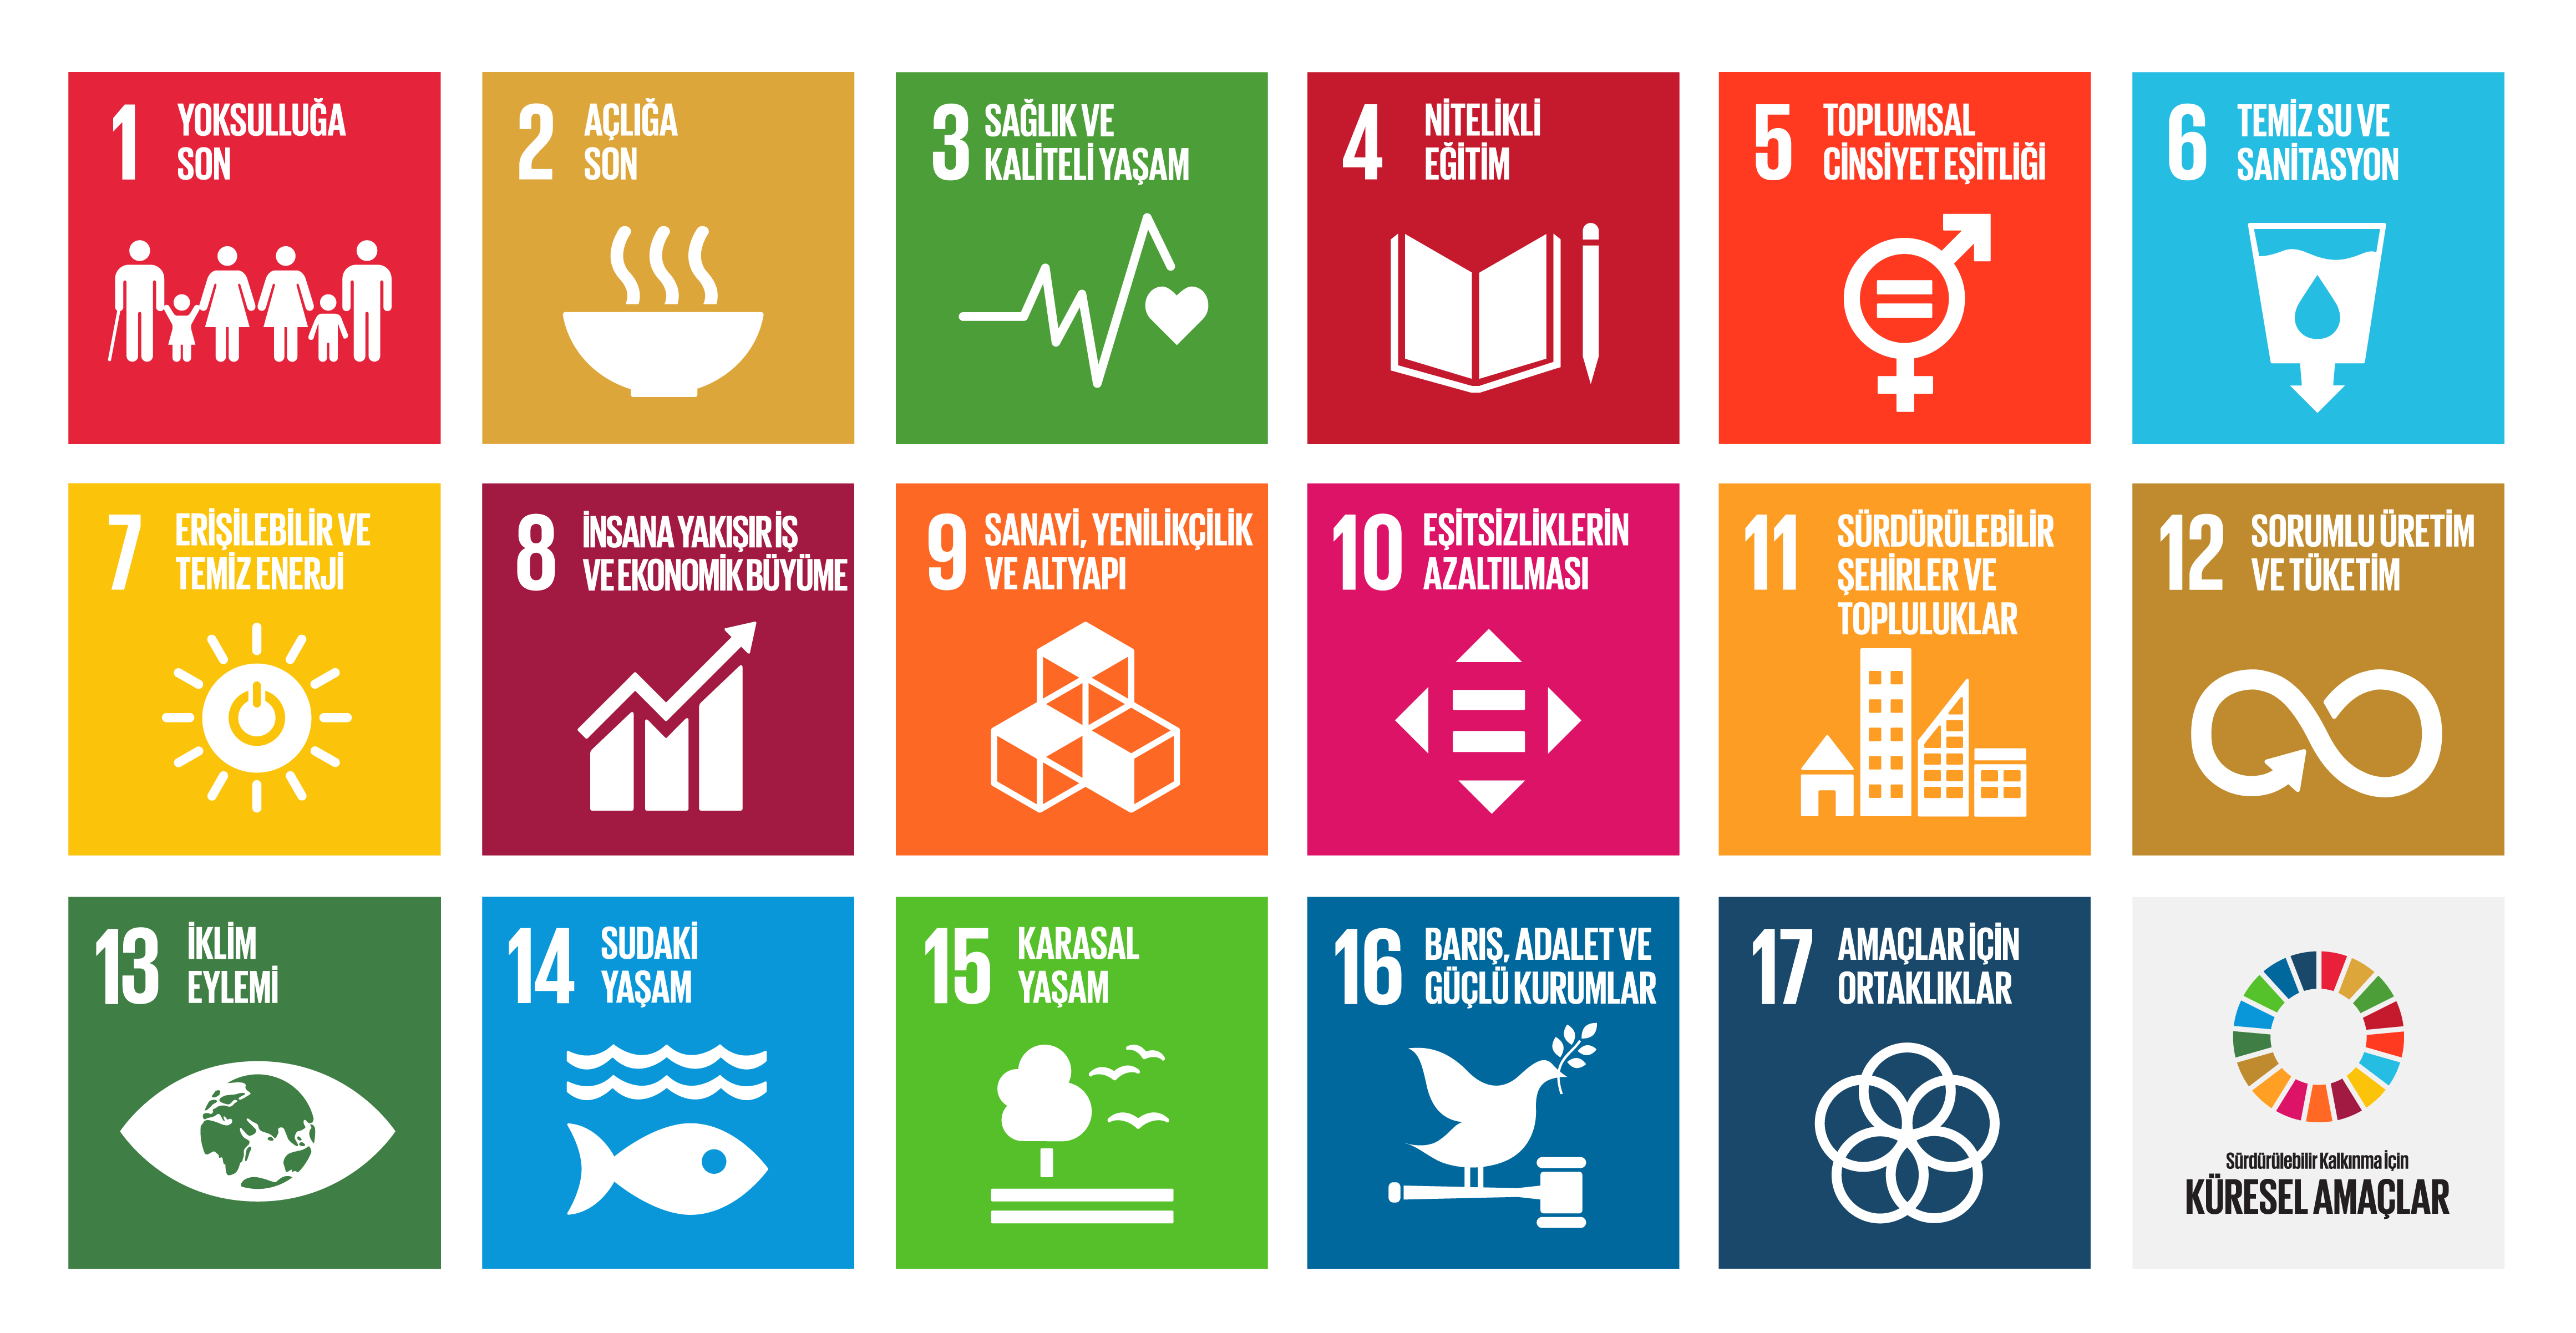 1 YOKSULLUĞA
SON
2 AÇLIĞA
SON
3 SAĞLIK VE
KALİTELİ YAŞAM
4 NİTELİKLİ
EĞİTİM
5 TOPLUMSAL
CİNSİYET EŞİTLİĞİ
6 TEMİZ SU VE
SANİTASYON
7 ERİŞİLEBİLİR VE
TEMİZ ENERJİ
8 İNSANA YAKIŞIR İŞ
VE EKONOMİK BÜYÜME
9 SANAYİ, YENİLİKÇİLİK
VE ALTYAPI
10 EŞİTSİZLİKLERİN
AZALTILMASI
11 SÜRDÜRÜLEBİLİR
ŞEHİRLER VE
TOPLULUKLAR
12 SORUMLU ÜRETİM
VE TÜKETİM
13 İKLİM
EYLEMİ
14 SUDAKİ
YAŞAM
15 KARASAL
YAŞAM
16 BARIŞ, ADALET VE
GÜÇLÜ KURUMLAR
17 AMAÇLAR İÇİN
ORTAKLIKLAR
Sürdürülebilir Kalkınma İçin
KÜRESEL AMAÇLAR